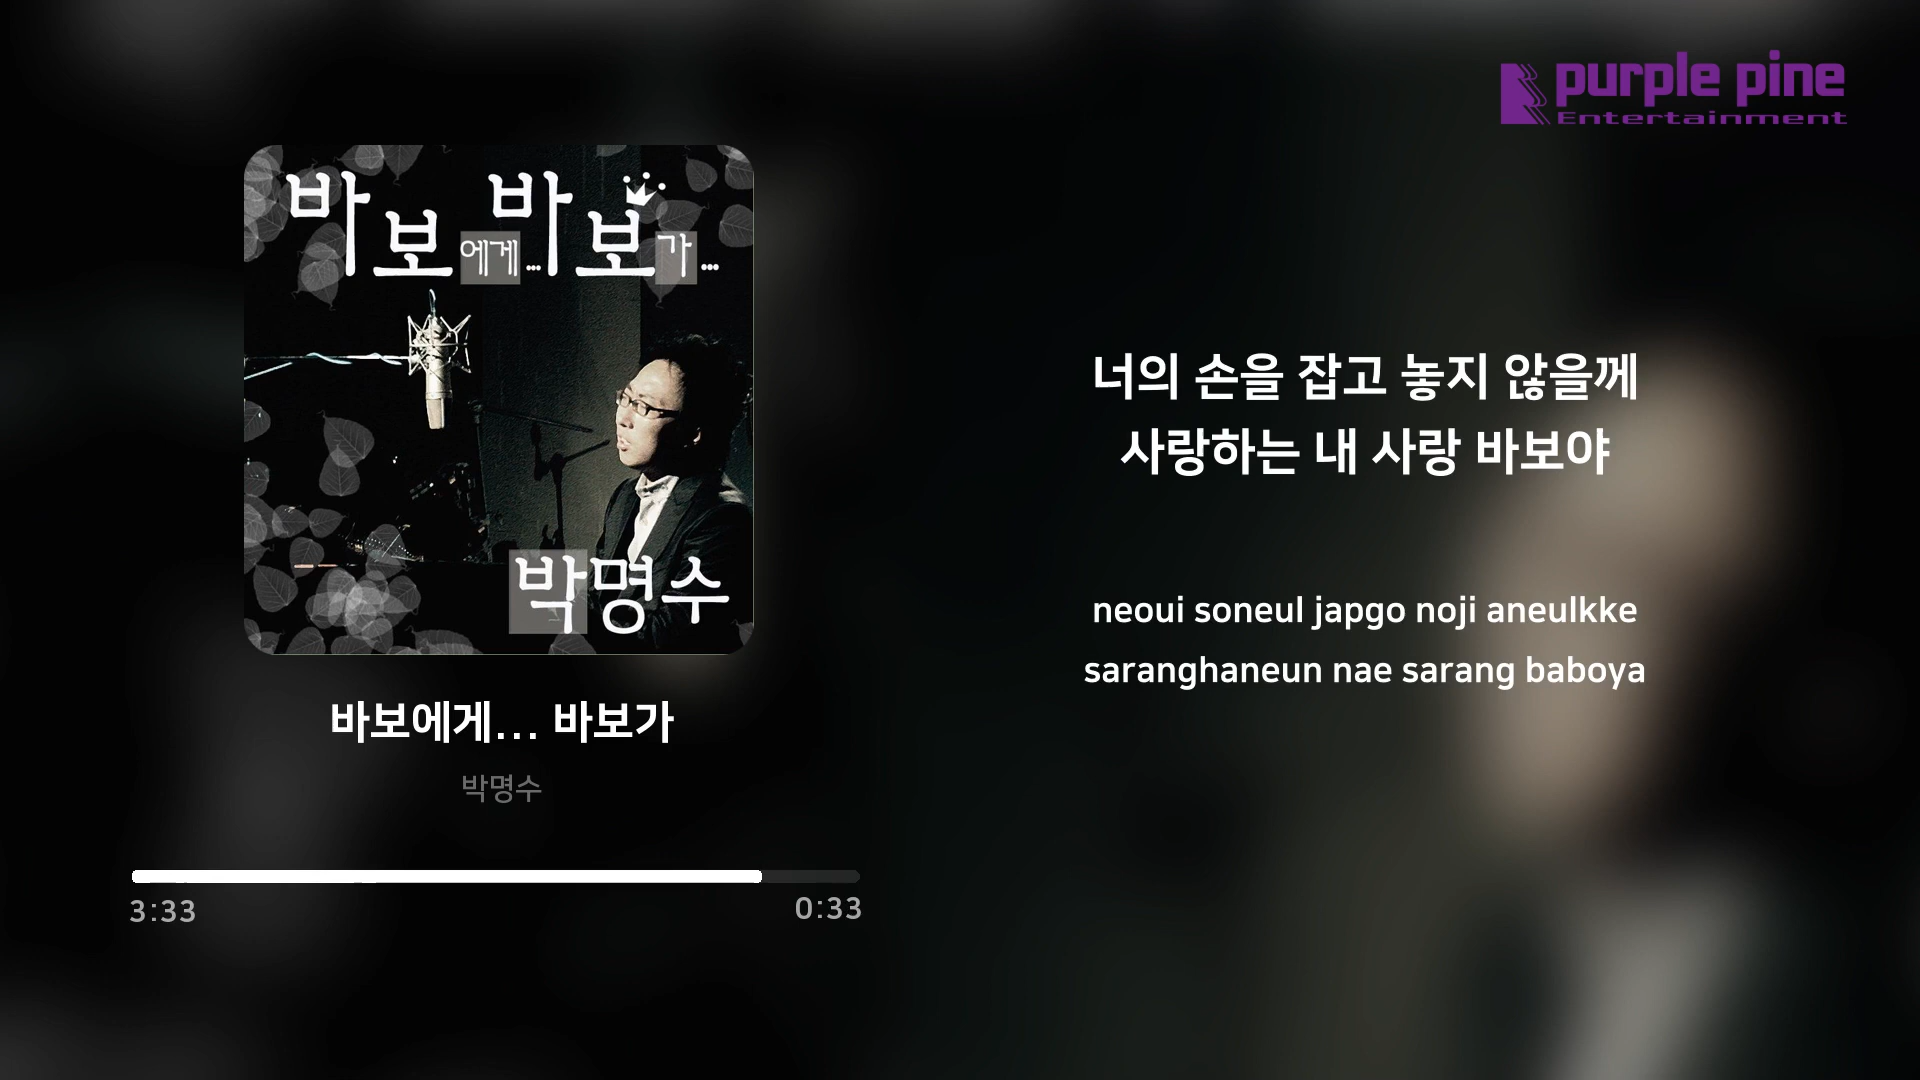 purple pine
Entertainment
바보에게...바보가...
박명수
바보에게... 바보가
박명수
3:33
0:33
너의 손을 잡고 놓지 않을께
사랑하는 내 사랑 바보야
neoui soneul japgo noji aneulkke
saranghaneun nae sarang baboya